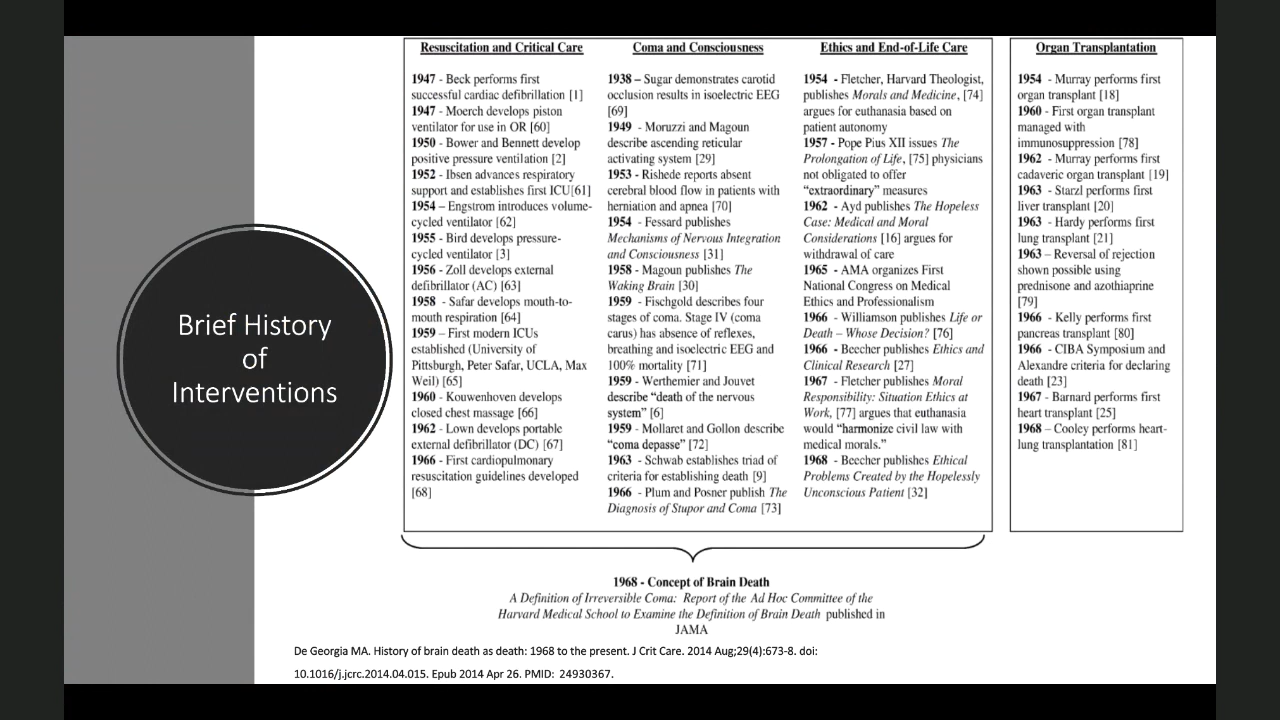 Brief History
of
Interventions
Resuscitation and Critical Care
1947 - Beck performs first
successful cardiac defibrillation [1]
1947 - Moerch develops piston
ventilator for use in OR [60]
1950 - Bower and Bennett develop
positive pressure ventilation [2]
1952 - Ibsen advances respiratory
support and establishes first ICU[61]
1954 – Engstrom introduces volume-
cycled ventilator [62]
1955 - Bird develops pressure-
cycled ventilator [3]
1956 - Zoll develops external
defibrillator (AC) [63]
1958 - Safar develops mouth-to-
mouth respiration [64]
1959 – First modern ICUs
established (University of
Pittsburgh, Peter Safar, UCLA, Max
Weil) [65]
1960 - Kouwenhoven develops
closed chest massage [66]
1962 - Lown develops portable
external defibrillator (DC) [67]
1966 - First cardiopulmonary
resuscitation guidelines developed
[68]
Coma and Consciousness
1938 – Sugar demonstrates carotid
occlusion results in isoelectric EEG
[69]
1949 - Moruzzi and Magoun
describe ascending reticular
activating system [29]
1953 - Rishede reports absent
cerebral blood flow in patients with
herniation and apnea [70]
1954 - Fessard publishes
Mechanisms of Nervous Integration
and Consciousness [31]
1958 - Magoun publishes The
Waking Brain [30]
1959 - Fischgold describes four
stages of coma. Stage IV (coma
carus) has absence of reflexes,
breathing and isoelectric EEG and
100% mortality [71]
1959 - Werthemier and Jouvet
describe “death of the nervous
system” [6]
1959 - Mollaret and Gollon describe
“coma depasse” [72]
1963 - Schwab establishes triad of
criteria for establishing death [9]
1966 - Plum and Posner publish The
Diagnosis of Stupor and Coma [73]
Ethics and End-of-Life Care
1954 - Fletcher, Harvard Theologist,
publishes Morals and Medicine, [74]
argues for euthanasia based on
patient autonomy
1957 - Pope Pius XII issues The
Prolongation of Life, [75] physicians
not obligated to offer
“extraordinary” measures
1962 - Ayd publishes The Hopeless
Case: Medical and Moral
Considerations [16] argues for
withdrawal of care
1965 - AMA organizes First
National Congress on Medical
Ethics and Professionalism
1966 - Williamson publishes Life or
Death – Whose Decision? [76]
1966 - Beecher publishes Ethics and
Clinical Research [27]
1967 - Fletcher publishes Moral
Responsibility: Situation Ethics at
Work, [77] argues that euthanasia
would “harmonize civil law with
medical morals.”
1968 - Beecher publishes Ethical
Problems Created by the Hopelessly
Unconscious Patient [32]
Organ Transplantation
1954 - Murray performs first
organ transplant [18]
1960 - First organ transplant
managed with
immunosuppression [78]
1962 - Murray performs first
cadaveric organ transplant [19]
1963 - Starzl performs first
liver transplant [20]
1963 - Hardy performs first
lung transplant [21]
1963 – Reversal of rejection
shown possible using
prednisone and azothiaprine
[79]
1966 - Kelly performs first
pancreas transplant [80]
1966 - CIBA Symposium and
Alexandre criteria for declaring
death [23]
1967 - Barnard performs first
heart transplant [25]
1968 – Cooley performs heart-
lung transplantation [81]
1968 - Concept of Brain Death
A Definition of Irreversible Coma: Report of the Ad Hoc Committee of the
Harvard Medical School to Examine the Definition of Brain Death published in
JAMA
De Georgia MA. History of brain death as death: 1968 to the present. J Crit Care. 2014 Aug;29(4):673-8. doi:
10.1016/j.jcrc.2014.04.015. Epub 2014 Apr 26. PMID: 24930367.